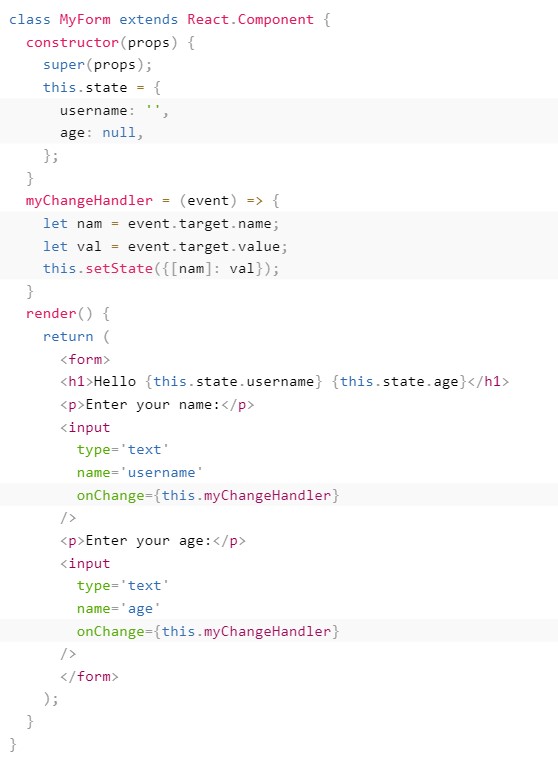 class MyForm extends React.Component {
  constructor(props) {
    super(props);
    this.state = {
      username: '',
      age: null,
    };
  }
  myChangeHandler = (event) => {
    let nam = event.target.name;
    let val = event.target.value;
    this.setState({[nam]: val});
  }
  render() {
    return (
      <form>
      <h1>Hello {this.state.username} {this.state.age}</h1>
      <p>Enter your name:</p>
      <input
        type='text'
        name='username'
        onChange={this.myChangeHandler}
      />
      <p>Enter your age:</p>
      <input
        type='text'
        name='age'
        onChange={this.myChangeHandler}
      />
      </form>
    );
  }
}